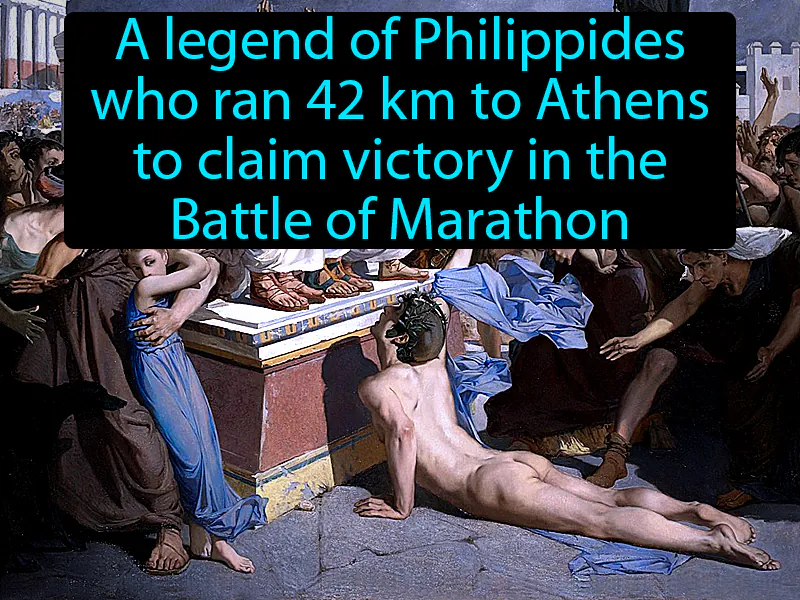 A legend of Philippides
who ran 42 km to Athens
to claim victory in the
Battle of Marathon